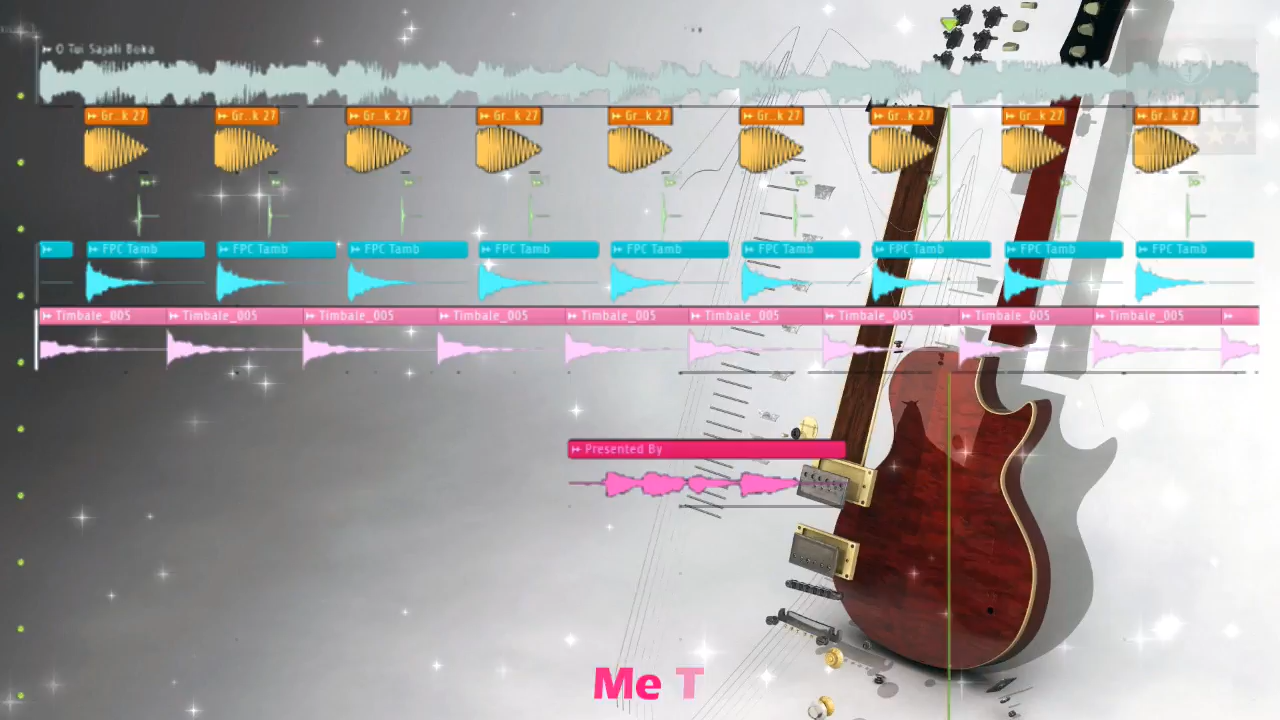 O Tui Sajati Boka
Gr..k 27 Gr..k 27 Gr..k 27 Gr..k 27 Gr..k 27 Gr..k 27 Gr..k 27 Gr..k 27 Gr..k 27
FPC Tamb FPC Tamb FPC Tamb FPC Tamb FPC Tamb FPC Tamb FPC Tamb FPC Tamb FPC Tamb
Timbale_005 Timbale_005 Timbale_005 Timbale_005 Timbale_005 Timbale_005 Timbale_005 Timbale_005 Timbale_005
Presented By
Me T